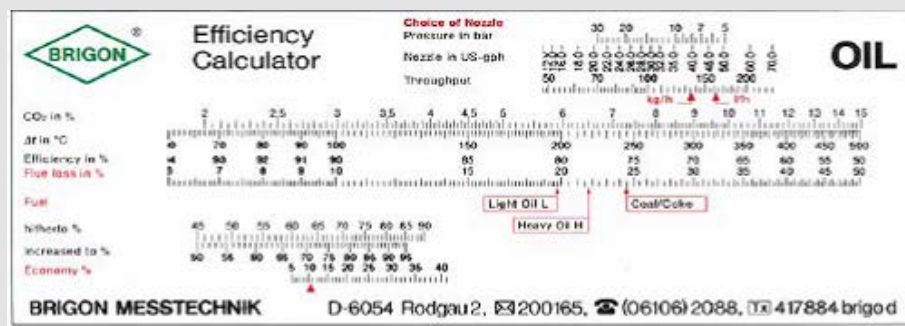 BRIGON ®
Efficiency
Calculator
Choice of Nozzle
Pressure in bar
Nozzle in US-gph
Throughput
30 20 10 7 5
50 70 100 150 200
kg/h l/h
OIL
CO₂ in %
2 2,5 3 3,5 4 4,5 5 6 7 8 9 10 11 12 13 14 15
Δt in °C
70 80 90 100 150 200 250 300 350 400 450 500
Efficiency in %
93 92 91 90 85 80 75 70 65 60 55 50
Flue loss in %
7 8 9 10 15 20 25 30 35 40 45 50
Fuel
Light Oil L
Heavy Oil H
Coal/Coke
hitherto %
45 50 55 60 65 70 75 80 85 90
increased to %
50 55 60 65 70 75 80 85 90 95
Economy %
5 10 15 20 25 30 35 40
BRIGON MESSTECHNIK D-6054 Rodgau 2, ✉ 200165, ☎ (06106) 2088, Tx 417884 brigo d